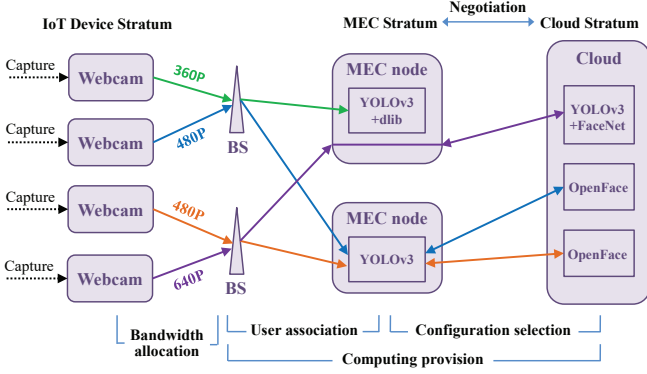 IoT Device Stratum
MEC Stratum
Negotiation
Cloud Stratum
Capture
Webcam
360P
MEC node
YOLOv3
+dlib
Cloud
YOLOv3
+FaceNet
Capture
Webcam
480P
BS
Capture
Webcam
480P
MEC node
YOLOv3
OpenFace
OpenFace
Capture
Webcam
640P
BS
Bandwidth
allocation
User association
Configuration selection
Computing provision